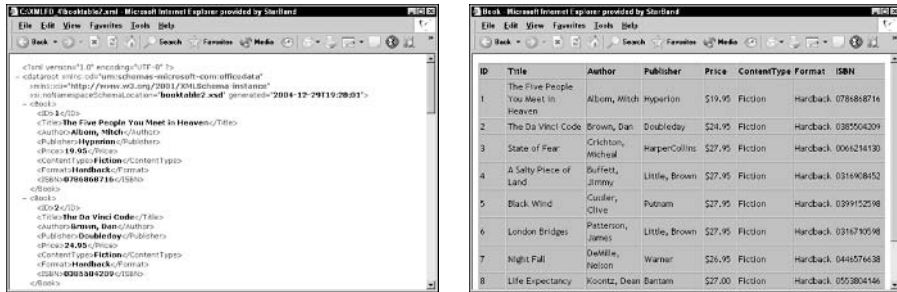 C:\XMLFD_4\booktable2.xml - Microsoft Internet Explorer provided by StarBand
File Edit View Favorites Tools Help
Back Search Favorites Media
<?xml version="1.0" encoding="UTF-8" ?>
- <dataroot xmlns:od="urn:schemas-microsoft-com:officedata"
xmlns:xsi="http://www.w3.org/2001/XMLSchema-instance"
xsi:noNamespaceSchemaLocation="booktable2.xsd" generated="2004-12-29T19:28:01">
- <Book>
<ID>1</ID>
<Title>The Five People You Meet in Heaven</Title>
<Author>Albom, Mitch</Author>
<Publisher>Hyperion</Publisher>
<Price>19.95</Price>
<ContentType>Fiction</ContentType>
<Format>Hardback</Format>
<ISBN>0786868716</ISBN>
</Book>
- <Book>
<ID>2</ID>
<Title>The Da Vinci Code</Title>
<Author>Brown, Dan</Author>
<Publisher>Doubleday</Publisher>
<Price>24.95</Price>
<ContentType>Fiction</ContentType>
<Format>Hardback</Format>
<ISBN>0385504209</ISBN>
</Book>
Book - Microsoft Internet Explorer provided by StarBand
File Edit View Favorites Tools Help
Back Search Favorites Media
ID Title Author Publisher Price ContentType Format ISBN
1 The Five People You Meet in Heaven Albom, Mitch Hyperion $19.95 Fiction Hardback 0786868716
2 The Da Vinci Code Brown, Dan Doubleday $24.95 Fiction Hardback 0385504209
3 State of Fear Crichton, Micheal HarperCollins $27.95 Fiction Hardback 0066214130
4 A Salty Piece of Land Buffett, Jimmy Little, Brown $27.95 Fiction Hardback 0316908452
5 Black Wind Cussler, Clive Putnam $27.95 Fiction Hardback 0399152598
6 London Bridges Patterson, James Little, Brown $27.95 Fiction Hardback 0316710598
7 Night Fall DeMille, Nelson Warner $26.95 Fiction Hardback 0446576638
8 Life Expectancy Koontz, Dean Bantam $27.00 Fiction Hardback 0553804146